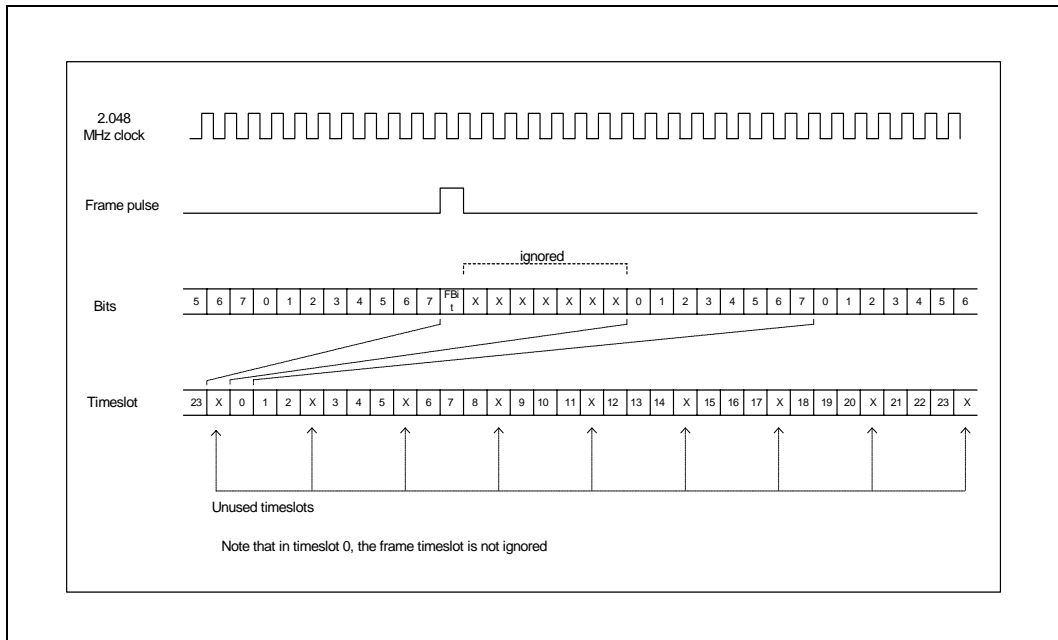 2.048
MHz clock
Frame pulse
ignored
Bits
5 6 7 0 1 2 3 4 5 6 7 FBi t X X X X X X X 0 1 2 3 4 5 6 7 0 1 2 3 4 5 6
Timeslot
23 X 0 1 2 X 3 4 5 X 6 7 8 X 9 10 11 X 12 13 14 X 15 16 17 X 18 19 20 X 21 22 23 X
Unused timeslots
Note that in timeslot 0, the frame timeslot is not ignored